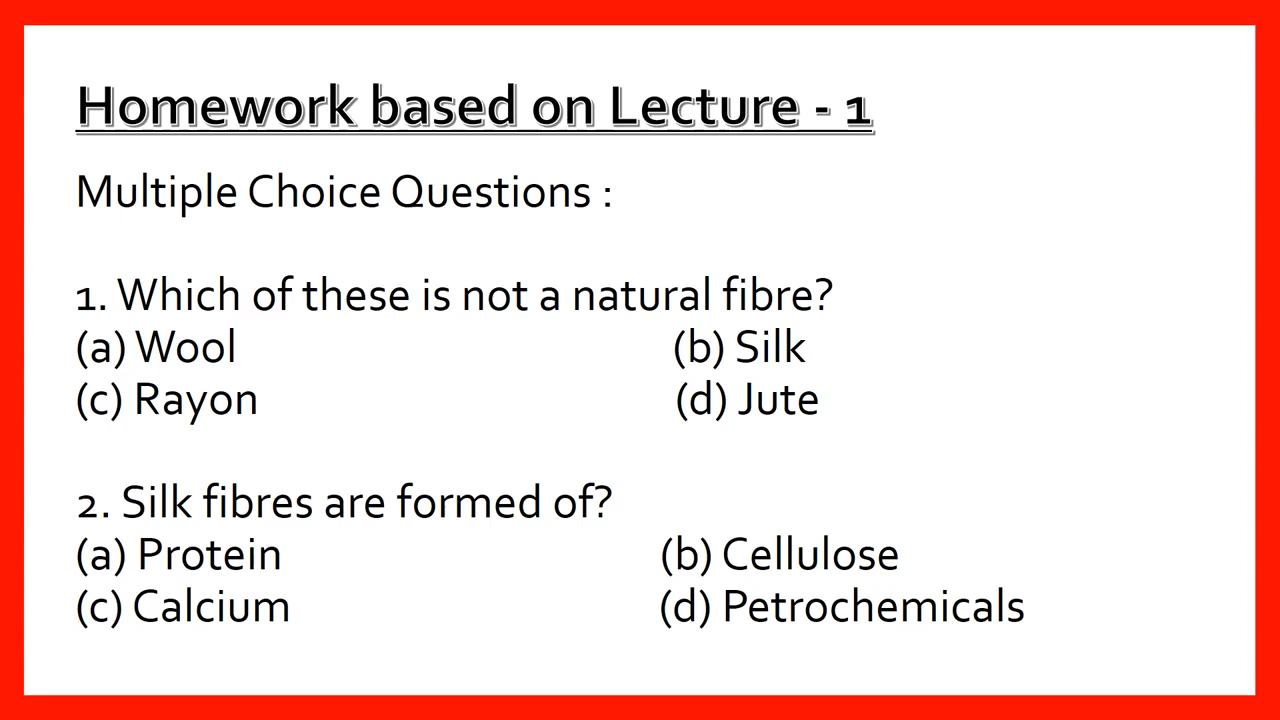 Homework based on Lecture - 1
Multiple Choice Questions :
1. Which of these is not a natural fibre?
(a) Wool (b) Silk
(c) Rayon (d) Jute
2. Silk fibres are formed of?
(a) Protein (b) Cellulose
(c) Calcium (d) Petrochemicals